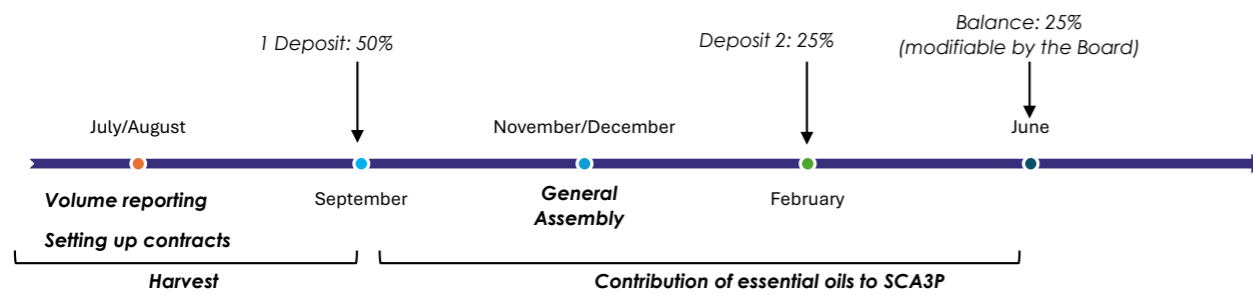 1 Deposit: 50%
Deposit 2: 25%
Balance: 25%
(modifiable by the Board)
July/August
November/December
June
Volume reporting
Setting up contracts
September
General
Assembly
February
Harvest
Contribution of essential oils to SCA3P